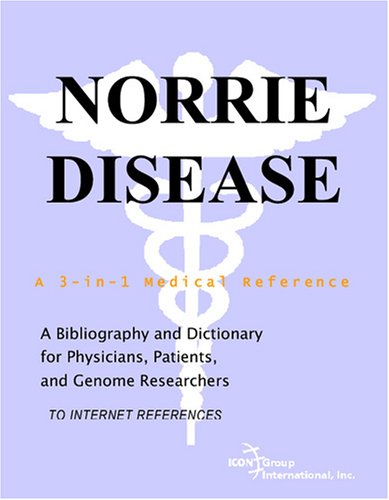 NORRIE
DISEASE
A 3-in-1 Medical Reference
A Bibliography and Dictionary
for Physicians, Patients,
and Genome Researchers
TO INTERNET REFERENCES
ICON Group
International, Inc.